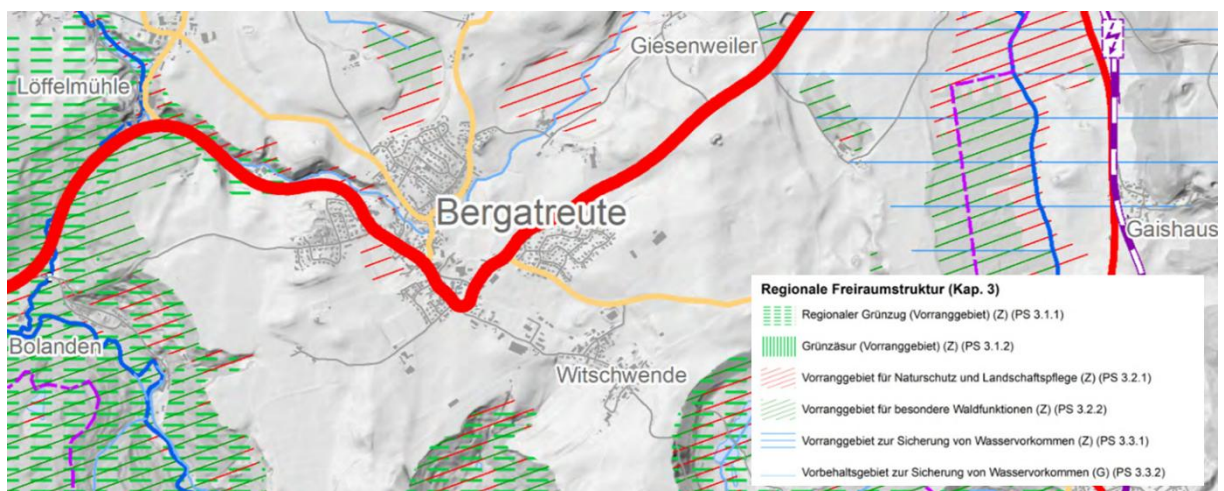 Giesenweiler
Löffelmühle
Bergatreute
Gaishaus
Bolanden
Witschwende
Regionale Freiraumstruktur (Kap. 3)
Regionaler Grünzug (Vorranggebiet) (Z) (PS 3.1.1)
Grünzäsur (Vorranggebiet) (Z) (PS 3.1.2)
Vorranggebiet für Naturschutz und Landschaftspflege (Z) (PS 3.2.1)
Vorranggebiet für besondere Waldfunktionen (Z) (PS 3.2.2)
Vorranggebiet zur Sicherung von Wasservorkommen (Z) (PS 3.3.1)
Vorbehaltsgebiet zur Sicherung von Wasservorkommen (G) (PS 3.3.2)